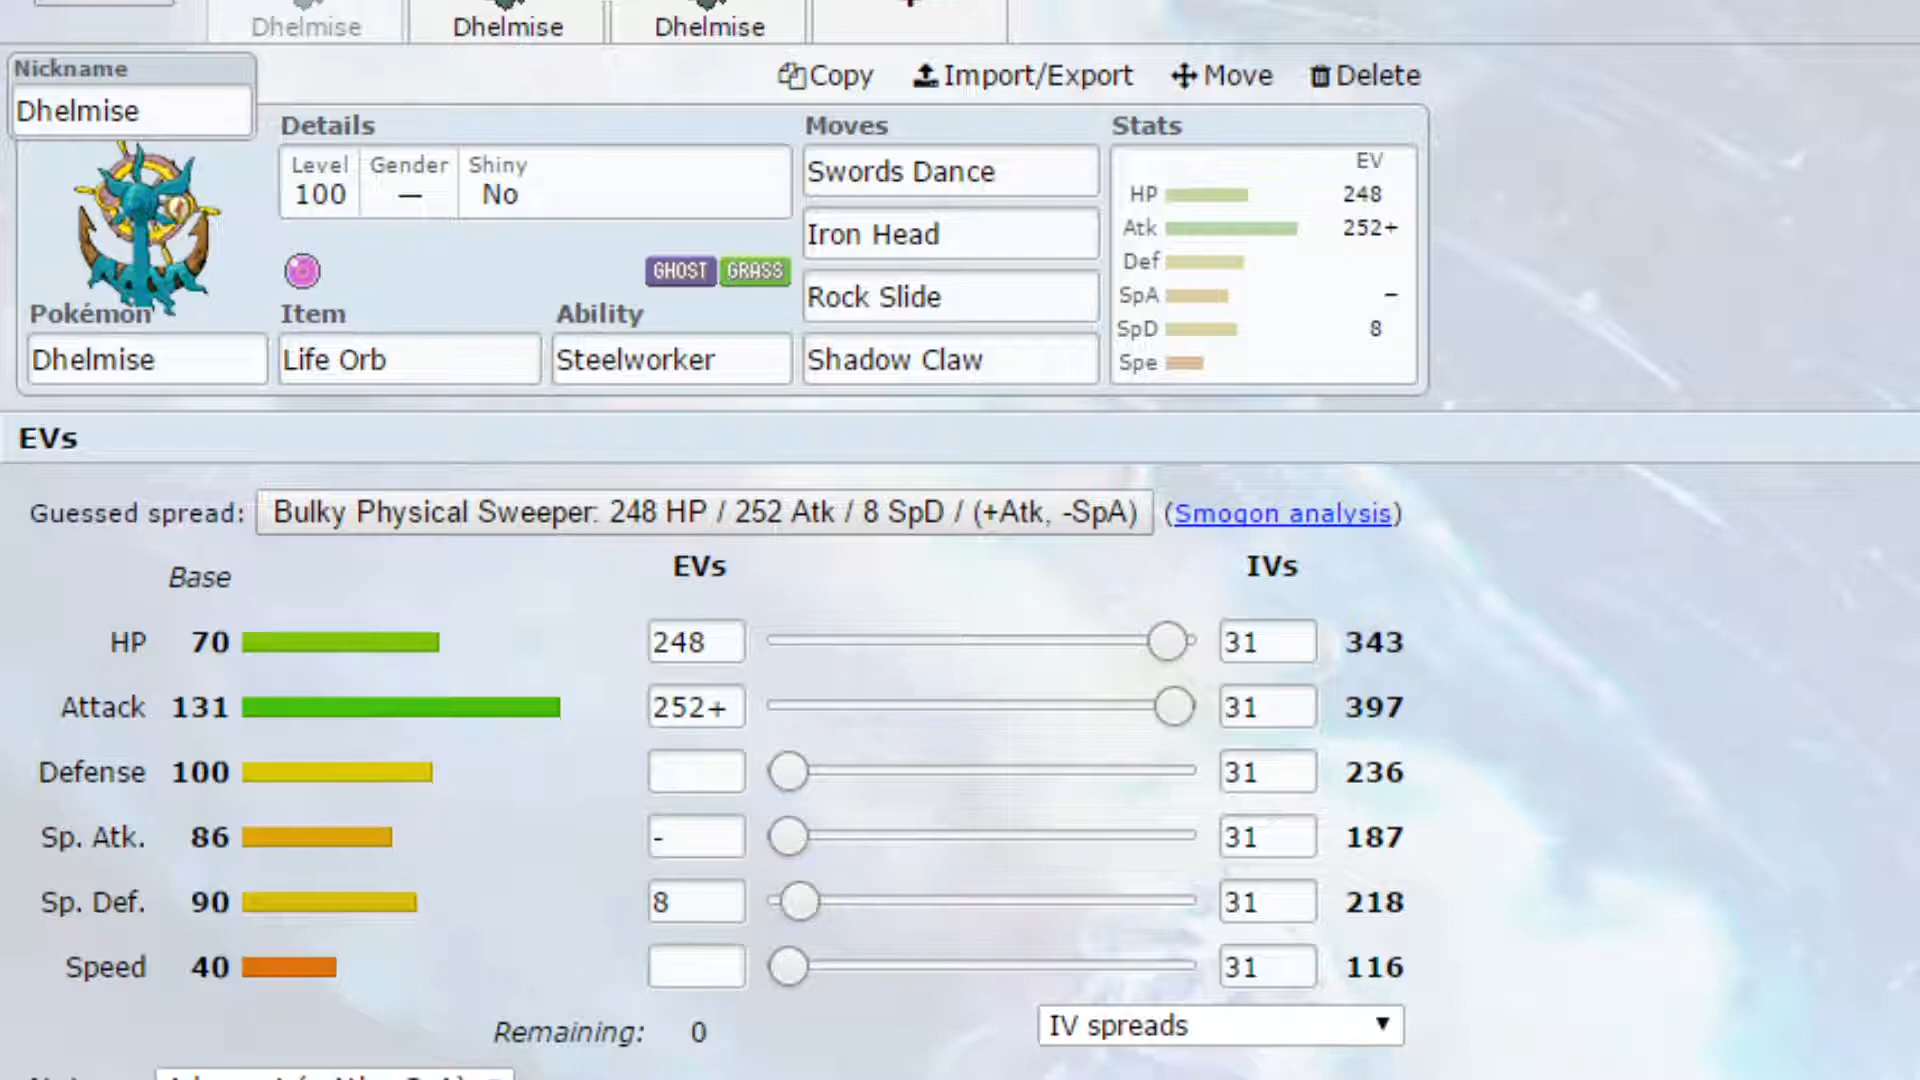 Dhelmise Dhelmise Dhelmise
Nickname
Dhelmise
Copy Import/Export Move Delete
Details
Level Gender Shiny
100 — No
GHOST GRASS
Pokémon Item Ability
Dhelmise Life Orb Steelworker
Moves
Swords Dance
Iron Head
Rock Slide
Shadow Claw
Stats
EV
HP 248
Atk 252+
Def
SpA −
SpD 8
Spe
EVs
Guessed spread: Bulky Physical Sweeper: 248 HP / 252 Atk / 8 SpD / (+Atk, -SpA) (Smogon analysis)
Base EVs IVs
HP 70 248 31 343
Attack 131 252+ 31 397
Defense 100 31 236
Sp. Atk. 86 - 31 187
Sp. Def. 90 8 31 218
Speed 40 31 116
Remaining: 0 IV spreads